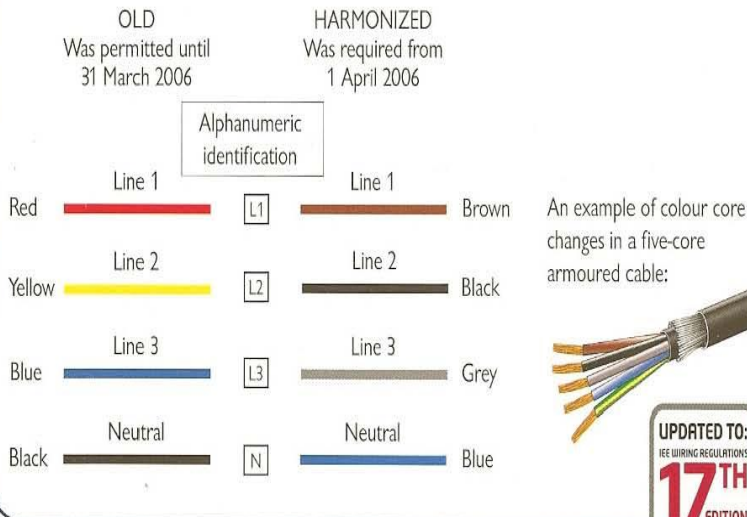 OLD
Was permitted until
31 March 2006
HARMONIZED
Was required from
1 April 2006
Alphanumeric
identification
Red
Line 1
L1
Line 1
Brown
Yellow
Line 2
L2
Line 2
Black
Blue
Line 3
L3
Line 3
Grey
Black
Neutral
N
Neutral
Blue
An example of colour core
changes in a five-core
armoured cable:
UPDATED TO:
IEE WIRING REGULATIONS
17TH
EDITION